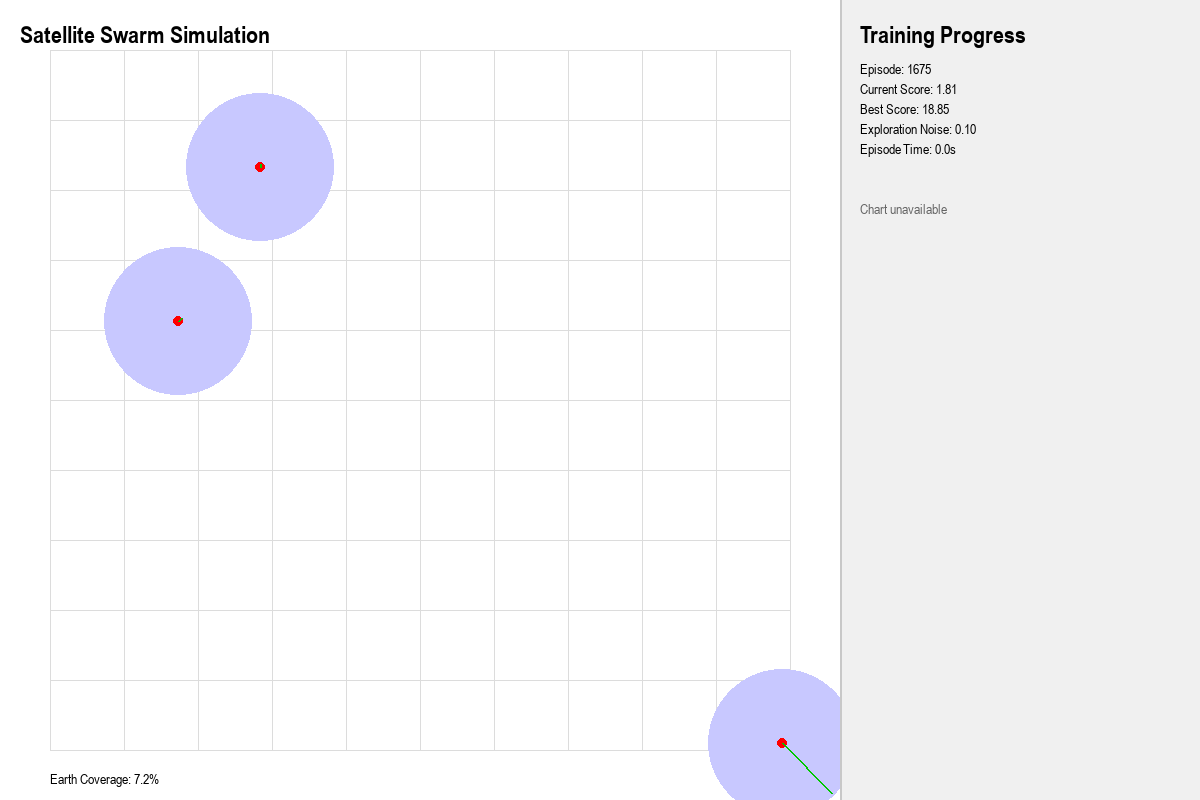 Satellite Swarm Simulation
Earth Coverage: 7.2%
Training Progress
Episode: 1675
Current Score: 1.81
Best Score: 18.85
Exploration Noise: 0.10
Episode Time: 0.0s
Chart unavailable